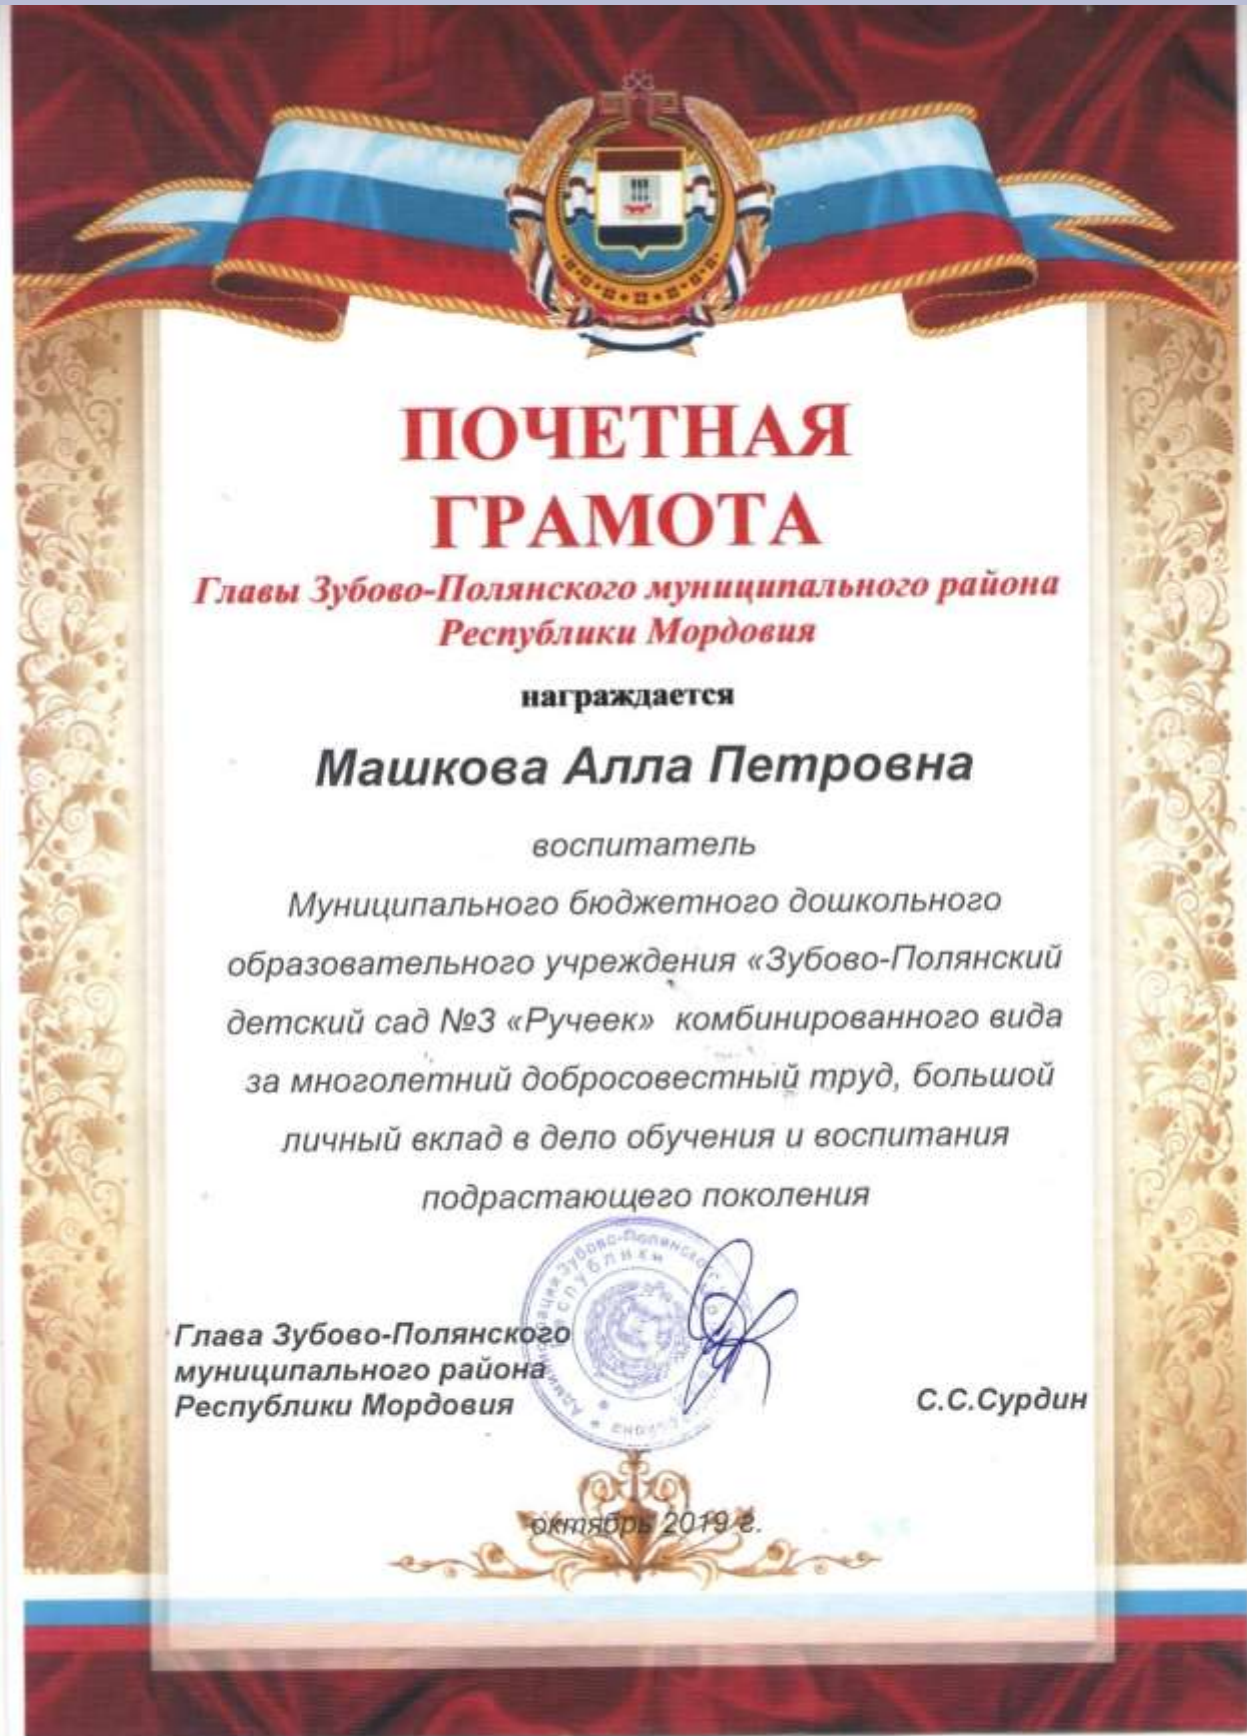 ПОЧЕТНАЯ
ГРАМОТА
Главы Зубово-Полянского муниципального района
Республики Мордовия
награждается
Машкова Алла Петровна
воспитатель
Муниципального бюджетного дошкольного
образовательного учреждения «Зубово-Полянский
детский сад №3 «Ручеек» комбинированного вида
за многолетний добросовестный труд, большой
личный вклад в дело обучения и воспитания
подрастающего поколения
Глава Зубово-Полянского
муниципального района
Республики Мордовия
С.С.Сурдин
октябрь 2019 г.